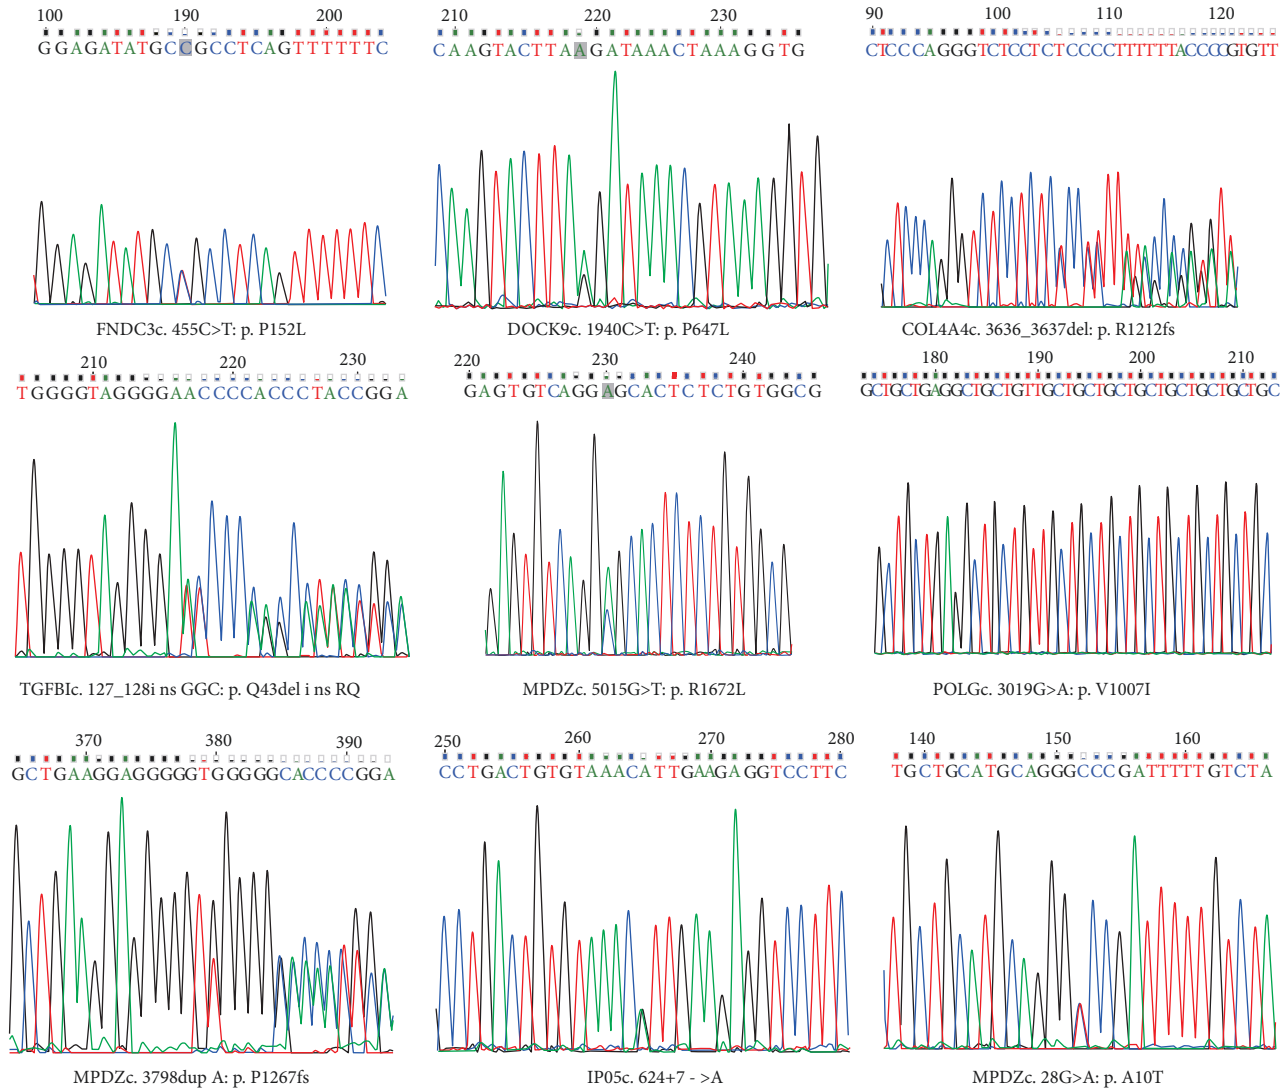 100 190 200
GGAGATATGCCGCCTCAGTTTTTTC
FNDC3c. 455C>T: p. P152L
210 220 230
CAAGTACTTAAGATAAACTAAAGGTG
DOCK9c. 1940C>T: p. P647L
90 100 110 120
CTCCCAGGGTCTCCTCTCCCCTTTTTTACCCCGTGTT
COL4A4c. 3636_3637del: p. R1212fs
210 220 230
TGGGGTAGGGGAACCCCACCCTACCGGA
TGFBIc. 127_128i ns GGC: p. Q43del i ns RQ
220 230 240
GAGTGTCAGGAGCACTCTCTGTGGCG
MPDZc. 5015G>T: p. R1672L
180 190 200 210
GCTGCTGAGGCTGCTGTTGCTGCTGCTGCTGCTGCTGCTGC
POLGc. 3019G>A: p. V1007I
370 380 390
GCTGAAGGAGGGGGTGGGGGCACCCCGGA
MPDZc. 3798dup A: p. P1267fs
250 260 270 280
CCTGACTGTGTAAACATTGAAGAGGTCCTTC
IP05c. 624+7 - >A
140 150 160
TGCTGCATGCAGGGCCCGATTTTTGTCTA
MPDZc. 28G>A: p. A10T